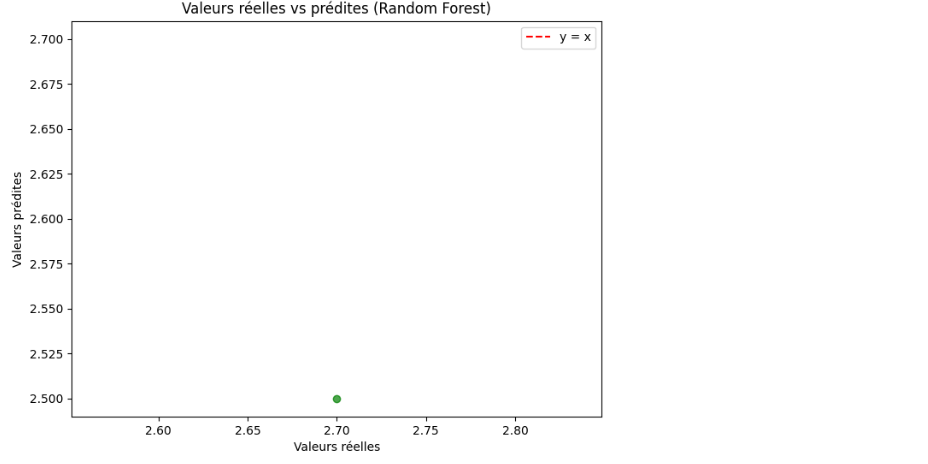 Valeurs réelles vs prédites (Random Forest)
y = x
2.700
2.675
2.650
2.625
2.600
2.575
2.550
2.525
2.500
Valeurs prédites
2.60 2.65 2.70 2.75 2.80
Valeurs réelles